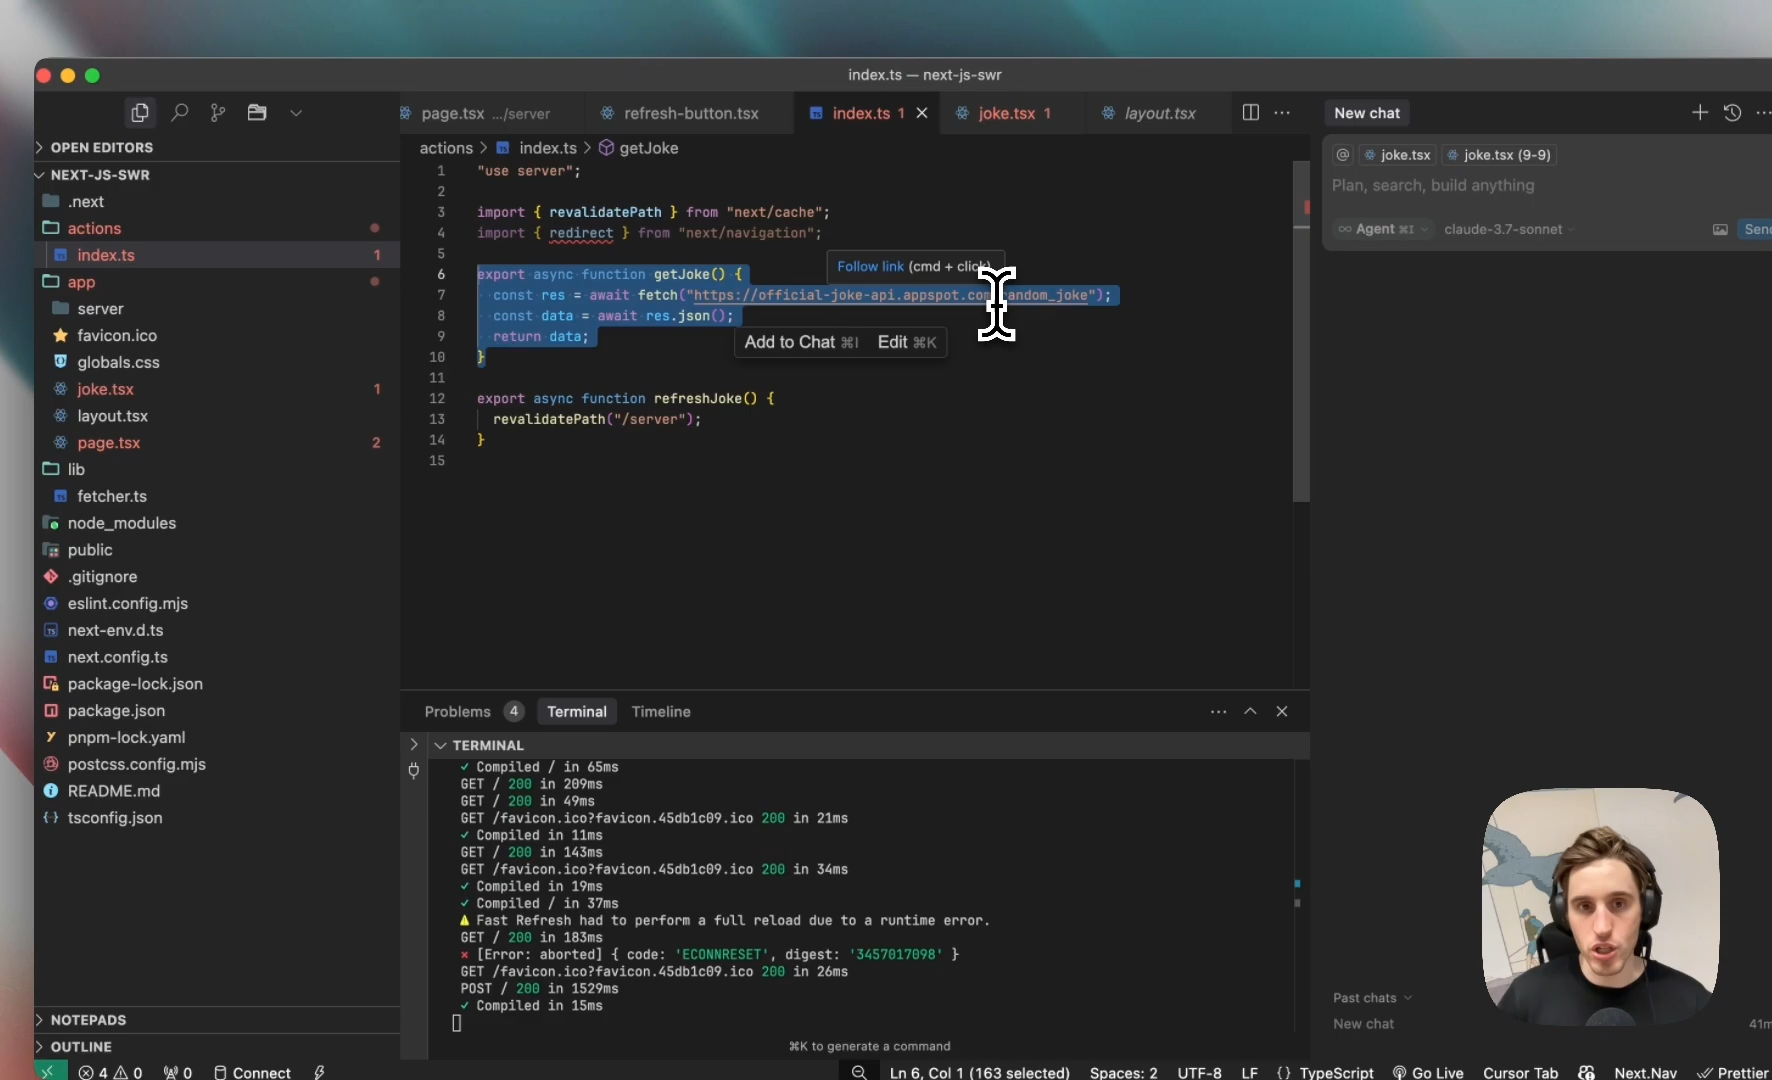 index.ts — next-js-swr
page.tsx .../server
refresh-button.tsx
index.ts 1
joke.tsx 1
layout.tsx
New chat
OPEN EDITORS
NEXT-JS-SWR
.next
actions
index.ts 1
app
server
favicon.ico
globals.css
joke.tsx 1
layout.tsx
page.tsx 2
lib
fetcher.ts
node_modules
public
.gitignore
eslint.config.mjs
next-env.d.ts
next.config.ts
package-lock.json
package.json
pnpm-lock.yaml
postcss.config.mjs
README.md
tsconfig.json
NOTEPADS
OUTLINE
actions > index.ts > getJoke
1 "use server";
2
3 import { revalidatePath } from "next/cache";
4 import { redirect } from "next/navigation";
5
Follow link (cmd + click)
6 export async function getJoke() {
7 const res = await fetch("https://official-joke-api.appspot.com/random_joke");
8 const data = await res.json();
9 return data;
Add to Chat ⌘I Edit ⌘K
10 }
11
12 export async function refreshJoke() {
13 revalidatePath("/server");
14 }
15
@ joke.tsx joke.tsx (9-9)
Plan, search, build anything
∞ Agent ⌘I claude-3.7-sonnet
Problems 4 Terminal Timeline
TERMINAL
✓ Compiled / in 65ms
GET / 200 in 209ms
GET / 200 in 49ms
GET /favicon.ico?favicon.45db1c09.ico 200 in 21ms
✓ Compiled in 11ms
GET / 200 in 143ms
GET /favicon.ico?favicon.45db1c09.ico 200 in 34ms
✓ Compiled in 19ms
✓ Compiled / in 37ms
⚠ Fast Refresh had to perform a full reload due to a runtime error.
GET / 200 in 183ms
⨯ [Error: aborted] { code: 'ECONNRESET', digest: '3457017098' }
GET /favicon.ico?favicon.45db1c09.ico 200 in 26ms
POST / 200 in 1529ms
✓ Compiled in 15ms
⌘K to generate a command
Past chats
New chat
4 0 0 Connect
Ln 6, Col 1 (163 selected) Spaces: 2 UTF-8 LF {} TypeScript Go Live Cursor Tab Next.Nav Prettier